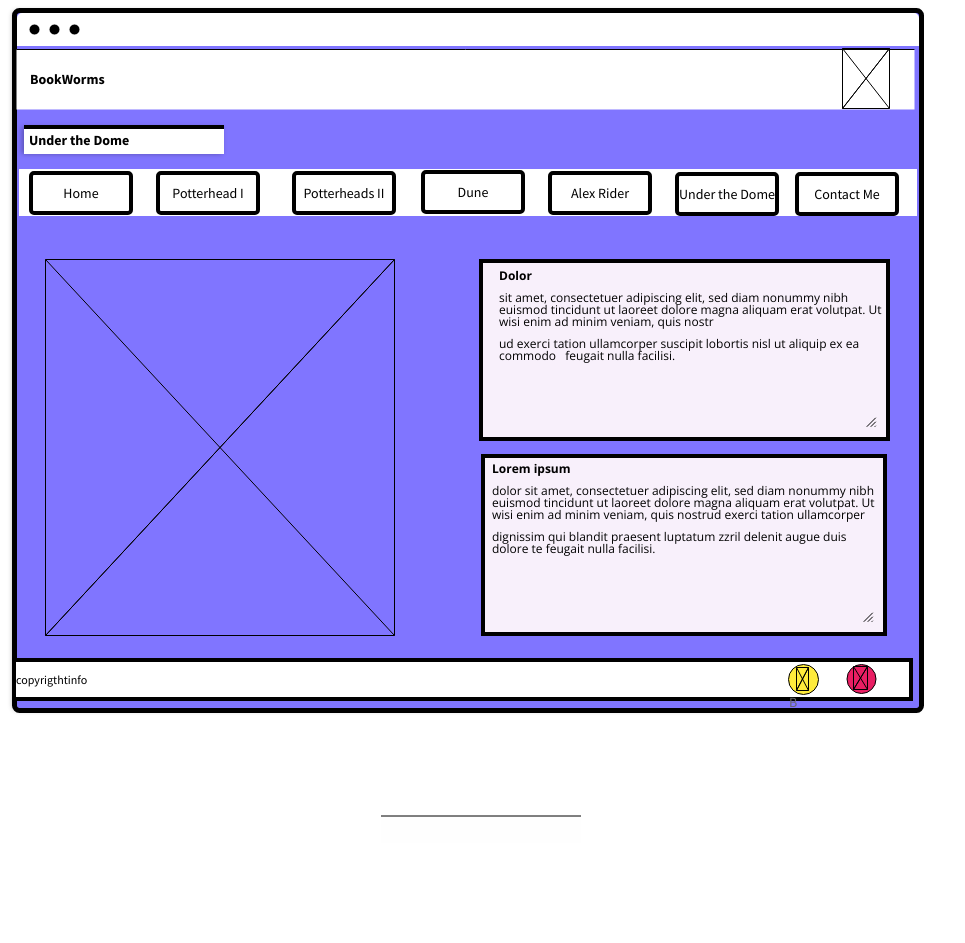 BookWorms
Under the Dome
Home
Potterhead I
Potterheads II
Dune
Alex Rider
Under the Dome
Contact Me
Dolor
sit amet, consectetuer adipiscing elit, sed diam nonummy nibh
euismod tincidunt ut laoreet dolore magna aliquam erat volutpat. Ut
wisi enim ad minim veniam, quis nostr
ud exerci tation ullamcorper suscipit lobortis nisl ut aliquip ex ea
commodo   feugait nulla facilisi.
Lorem ipsum
dolor sit amet, consectetuer adipiscing elit, sed diam nonummy nibh
euismod tincidunt ut laoreet dolore magna aliquam erat volutpat. Ut
wisi enim ad minim veniam, quis nostrud exerci tation ullamcorper
dignissim qui blandit praesent luptatum zzril delenit augue duis
dolore te feugait nulla facilisi.
copyrigthtinfo